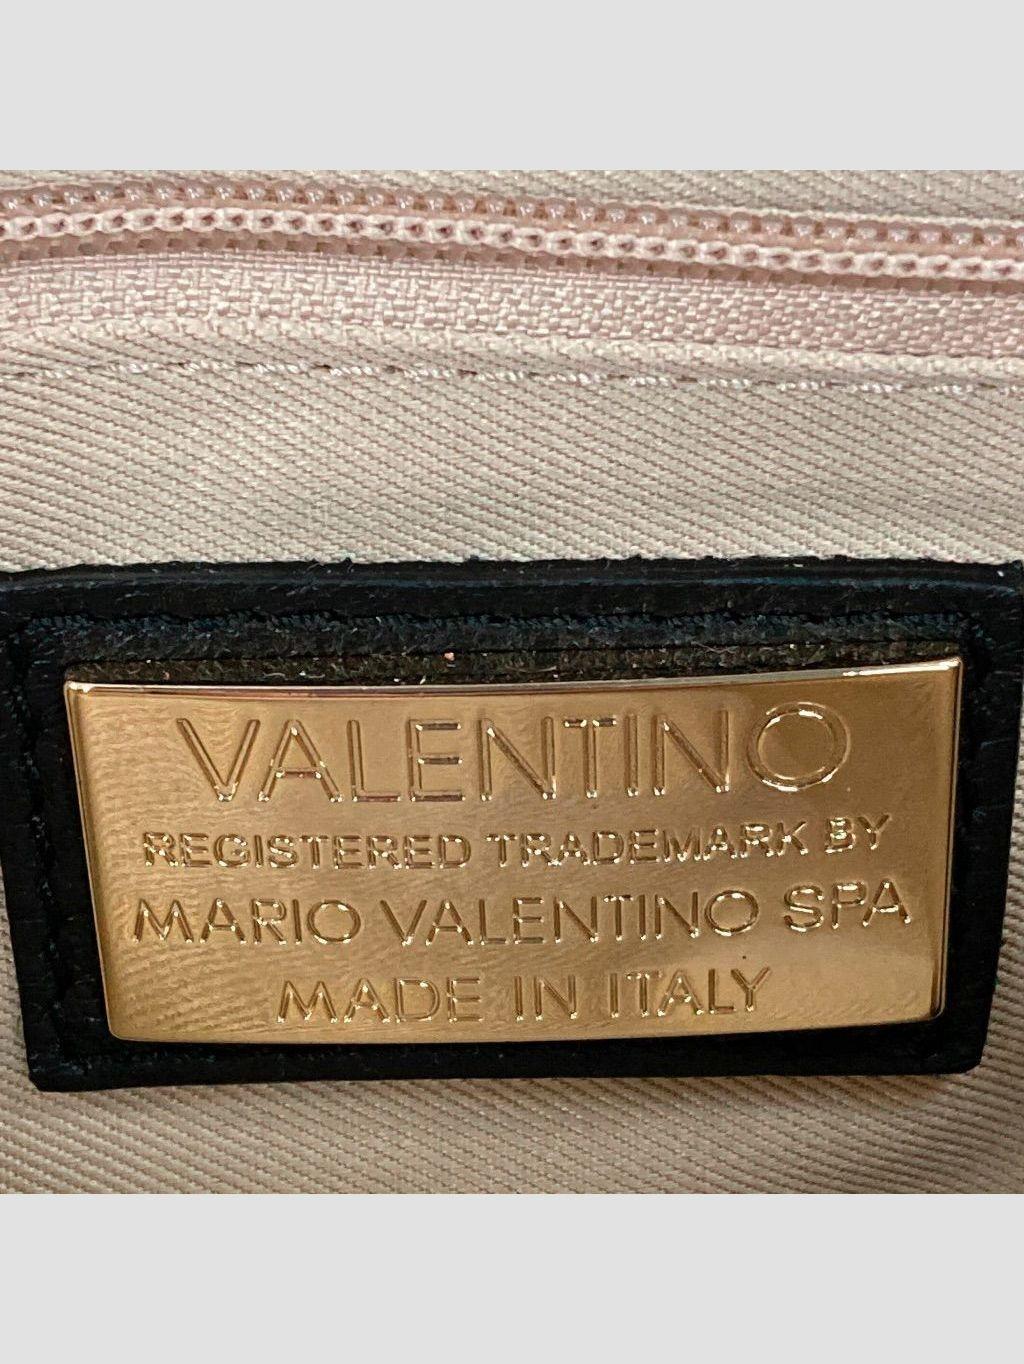 VALENTINO
REGISTERED TRADEMARK BY
MARIO VALENTINO SPA
MADE IN ITALY